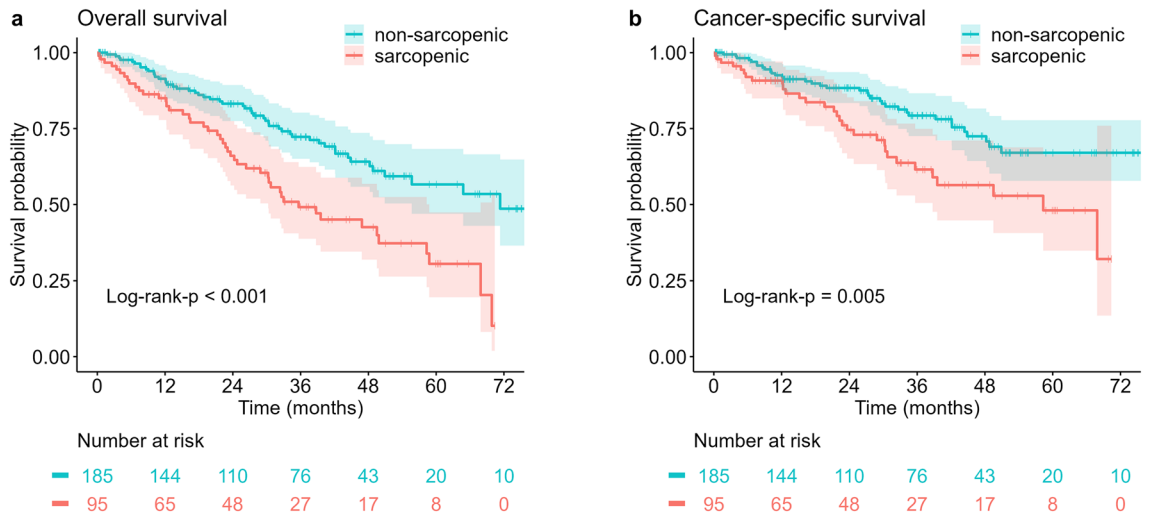 a Overall survival
non-sarcopenic
sarcopenic
1.00
0.75
0.50
0.25
0.00
Survival probability
Log-rank-p < 0.001
0 12 24 36 48 60 72
Time (months)
Number at risk
185 144 110 76 43 20 10
95 65 48 27 17 8 0
b Cancer-specific survival
non-sarcopenic
sarcopenic
1.00
0.75
0.50
0.25
0.00
Survival probability
Log-rank-p = 0.005
0 12 24 36 48 60 72
Time (months)
Number at risk
185 144 110 76 43 20 10
95 65 48 27 17 8 0